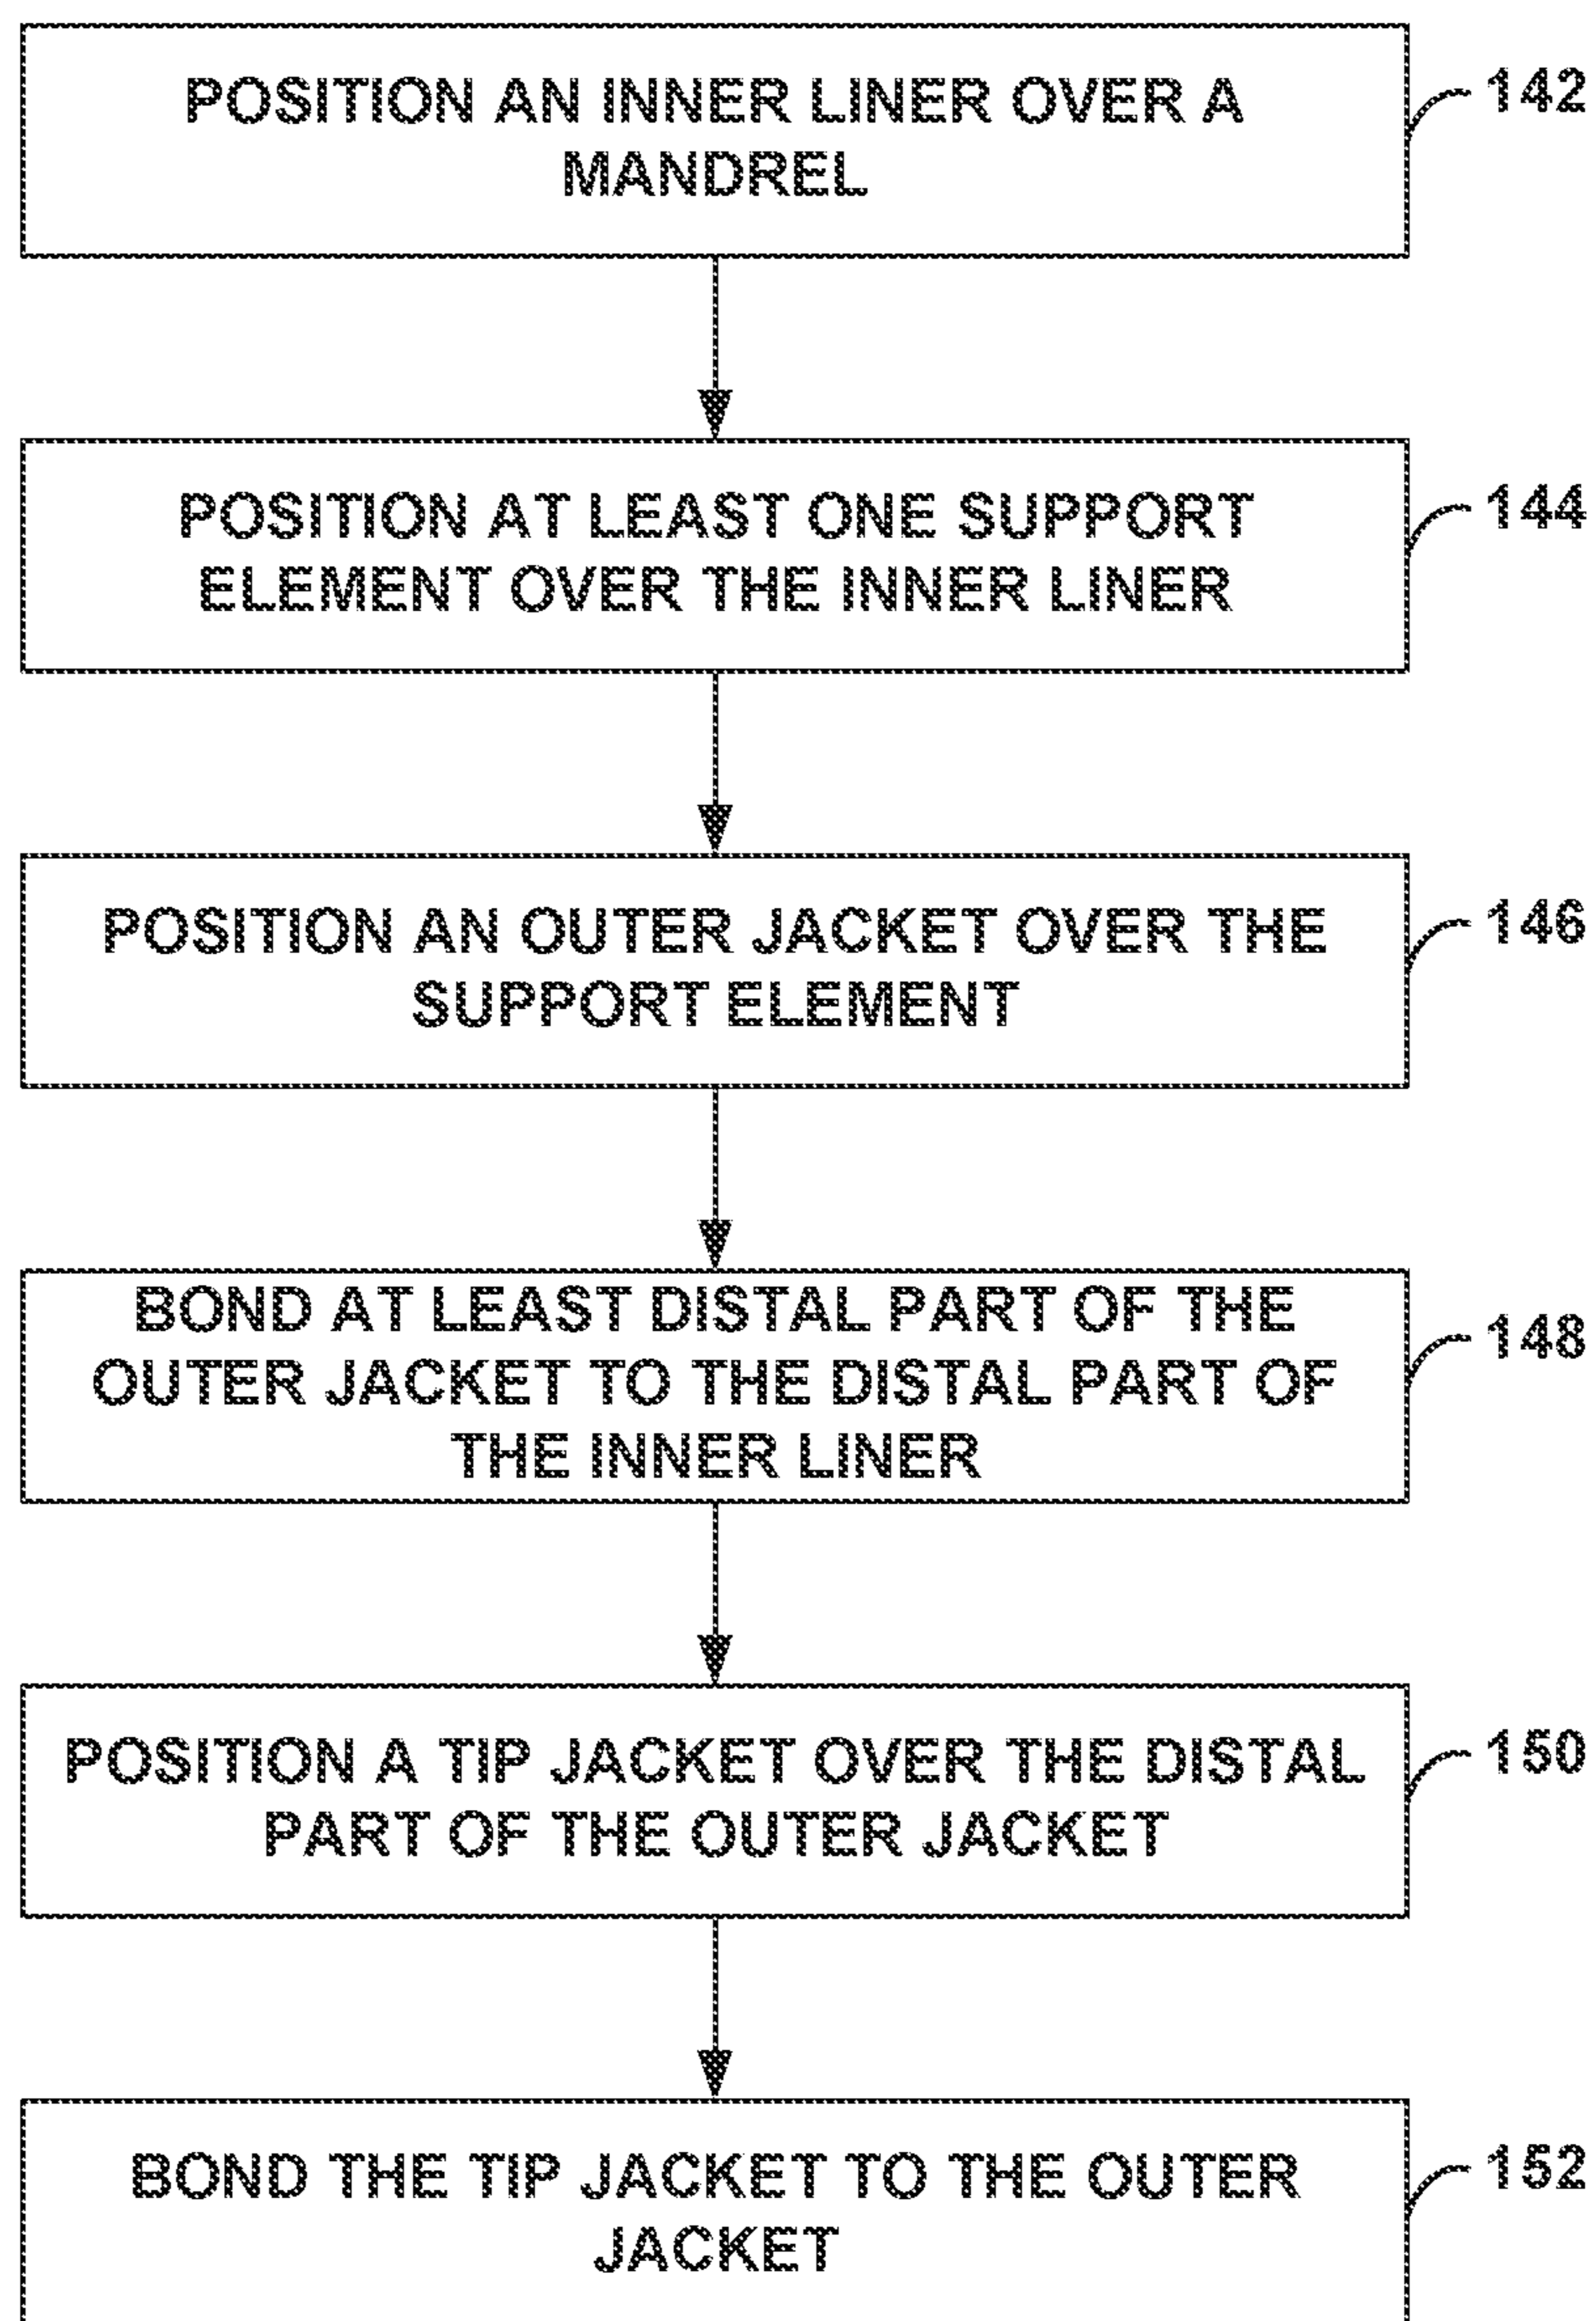 POSITION AN INNER LINER OVER A
MANDREL
142
POSITION AT LEAST ONE SUPPORT
ELEMENT OVER THE INNER LINER
144
POSITION AN OUTER JACKET OVER THE
SUPPORT ELEMENT
146
BOND AT LEAST DISTAL PART OF THE
OUTER JACKET TO THE DISTAL PART OF
THE INNER LINER
148
POSITION A TIP JACKET OVER THE DISTAL
PART OF THE OUTER JACKET
150
BOND THE TIP JACKET TO THE OUTER
JACKET
152